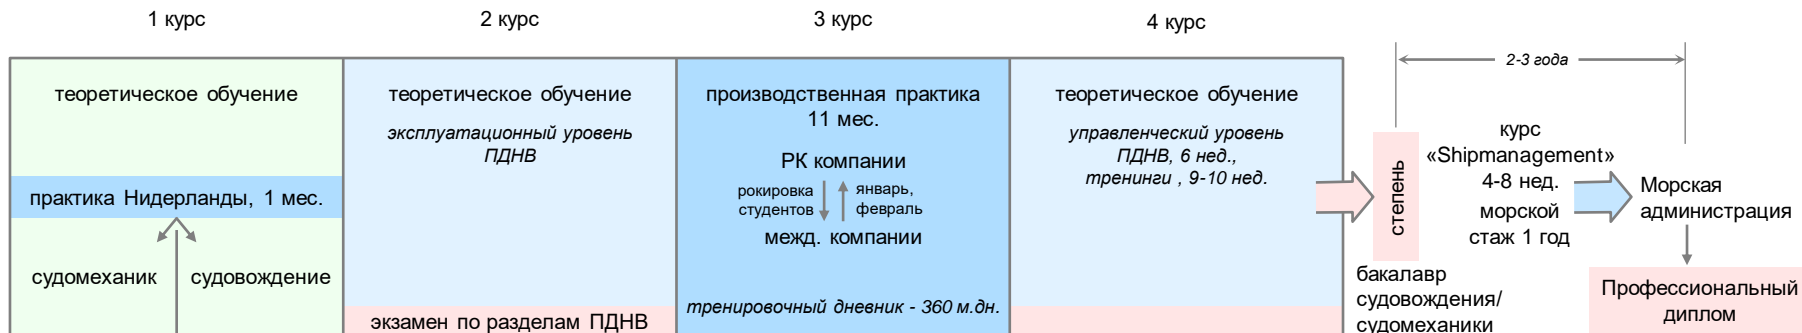 1 курс
2 курс
3 курс
4 курс
теоретическое обучение
практика Нидерланды, 1 мес.
судомеханик
судовождение
теоретическое обучение
эксплуатационный уровень
ПДНВ
экзамен по разделам ПДНВ
производственная практика
11 мес.
РК компании
рокировка
студентов
январь,
февраль
межд. компании
тренировочный дневник - 360 м.дн.
теоретическое обучение
управленческий уровень
ПДНВ, 6 нед.,
тренинги , 9-10 нед.
2-3 года
степень
бакалавр
судовождения/
судомеханики
курс
«Shipmanagement»
4-8 нед.
морской
стаж 1 год
Морская
администрация
Профессиональный
диплом